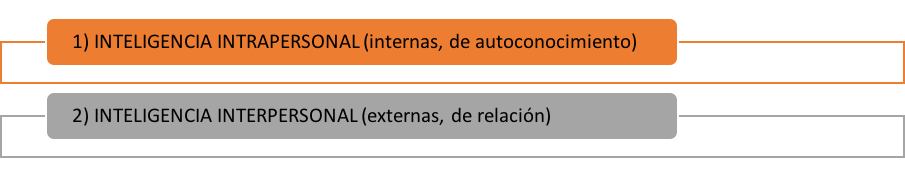 1) INTELIGENCIA INTRAPERSONAL (internas, de autoconocimiento)
2) INTELIGENCIA INTERPERSONAL (externas, de relación)